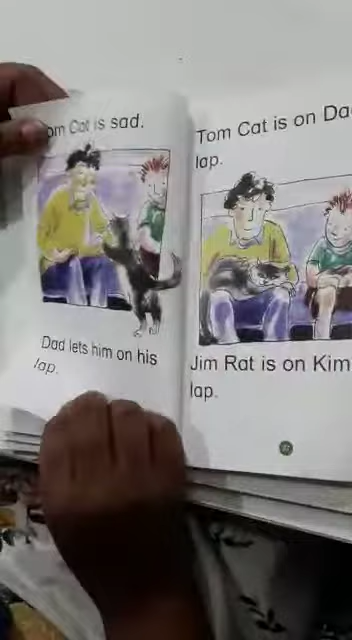 om Cat is sad.
Dad lets him on his
lap.
Tom Cat is on Da
lap.
Jim Rat is on Kim
lap.